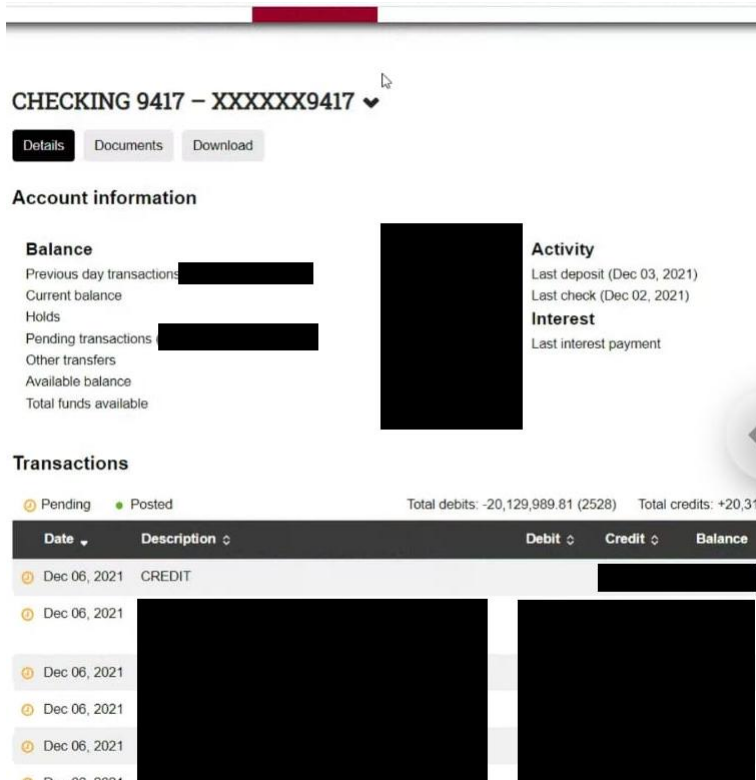 CHECKING 9417 – XXXXXX9417
Details Documents Download
Account information
Balance
Previous day transactions
Current balance
Holds
Pending transactions (
Other transfers
Available balance
Total funds available
Activity
Last deposit (Dec 03, 2021)
Last check (Dec 02, 2021)
Interest
Last interest payment
Transactions
Pending Posted Total debits: -20,129,989.81 (2528) Total credits: +20,31
Date Description Debit Credit Balance
Dec 06, 2021 CREDIT
Dec 06, 2021
Dec 06, 2021
Dec 06, 2021
Dec 06, 2021